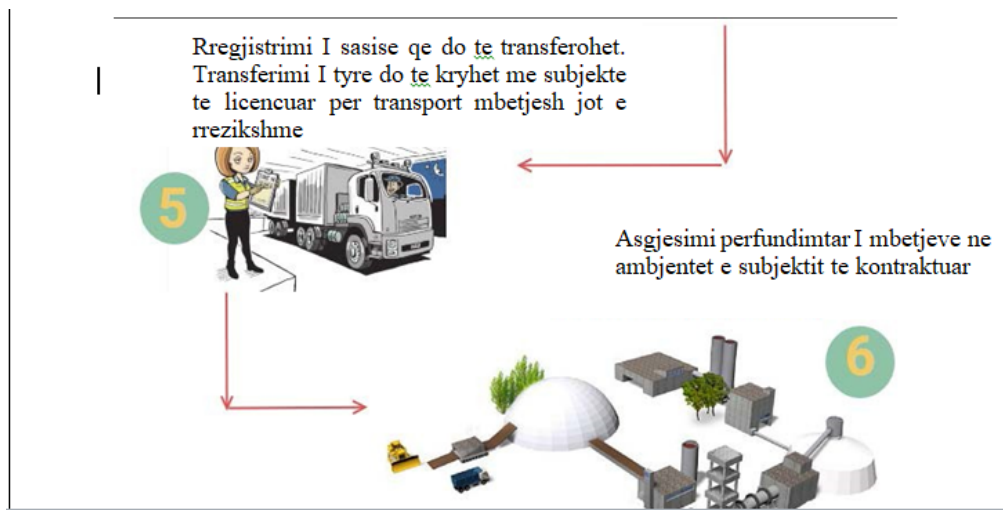 Rregjistrimi I sasise qe do te transferohet.
Transferimi I tyre do te kryhet me subjekte
te licencuar per transport mbetjesh jot e
rrezikshme
5
Asgjesimi perfundimtar I mbetjeve ne
ambjentet e subjektit te kontraktuar
6